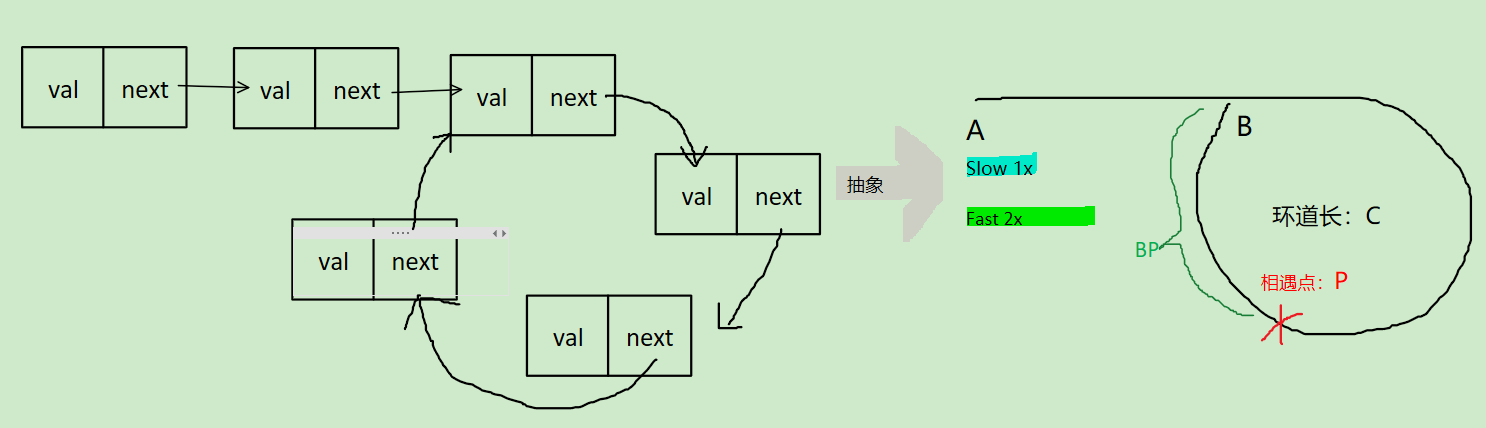 val next
val next
val next
val next
val next
val next
抽象
A
Slow 1x
Fast 2x
B
环道长：C
BP
相遇点：P